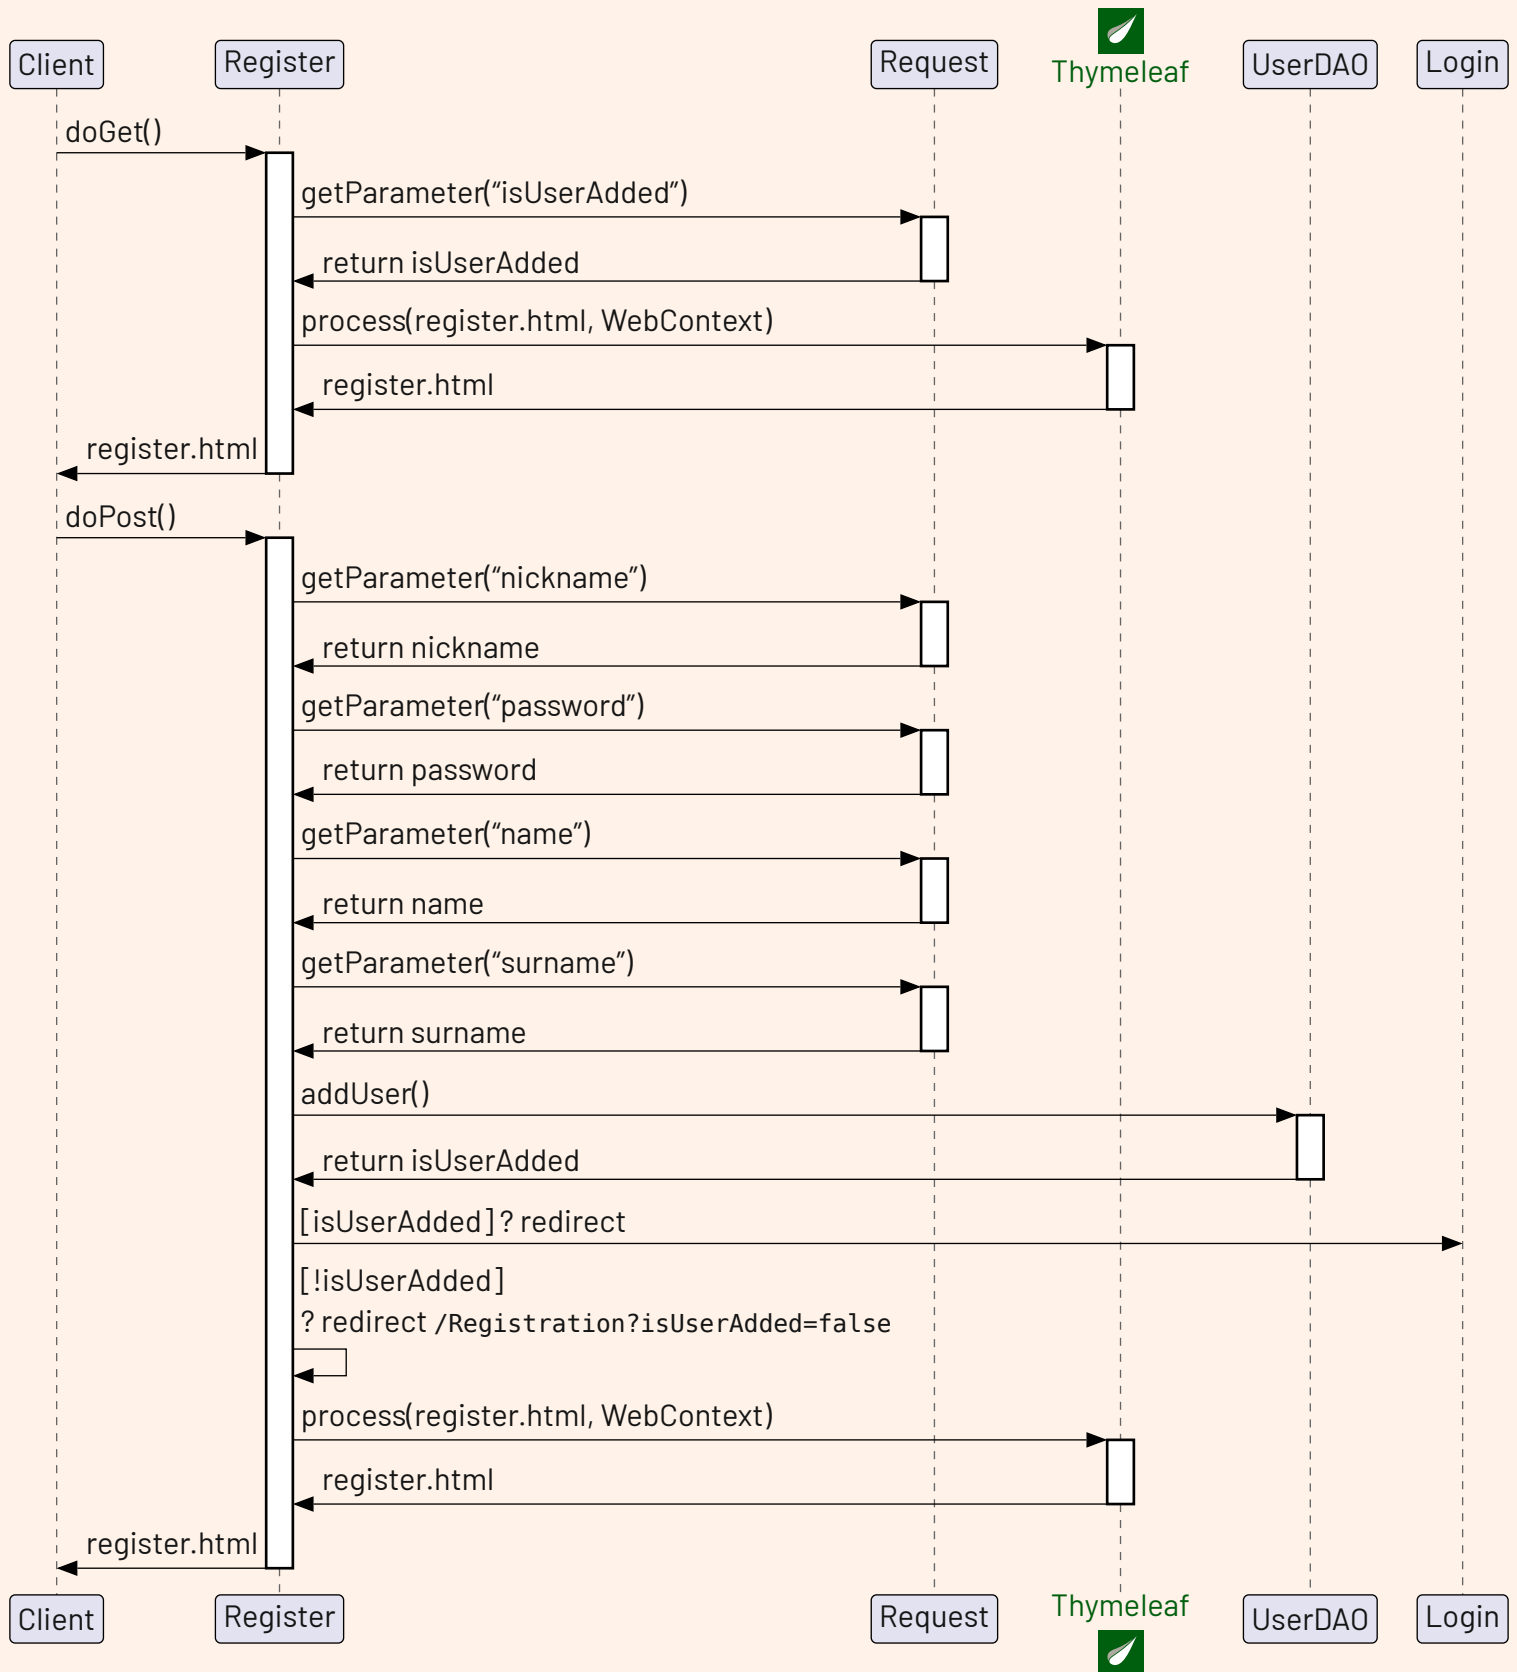 Client
Register
Request
Thymeleaf
UserDAO
Login
doGet()
getParameter(“isUserAdded”)
return isUserAdded
process(register.html, WebContext)
register.html
register.html
doPost()
getParameter(“nickname”)
return nickname
getParameter(“password”)
return password
getParameter(“name”)
return name
getParameter(“surname”)
return surname
addUser()
return isUserAdded
[isUserAdded] ? redirect
[!isUserAdded]
? redirect /Registration?isUserAdded=false
process(register.html, WebContext)
register.html
register.html
Client
Register
Request
Thymeleaf
UserDAO
Login